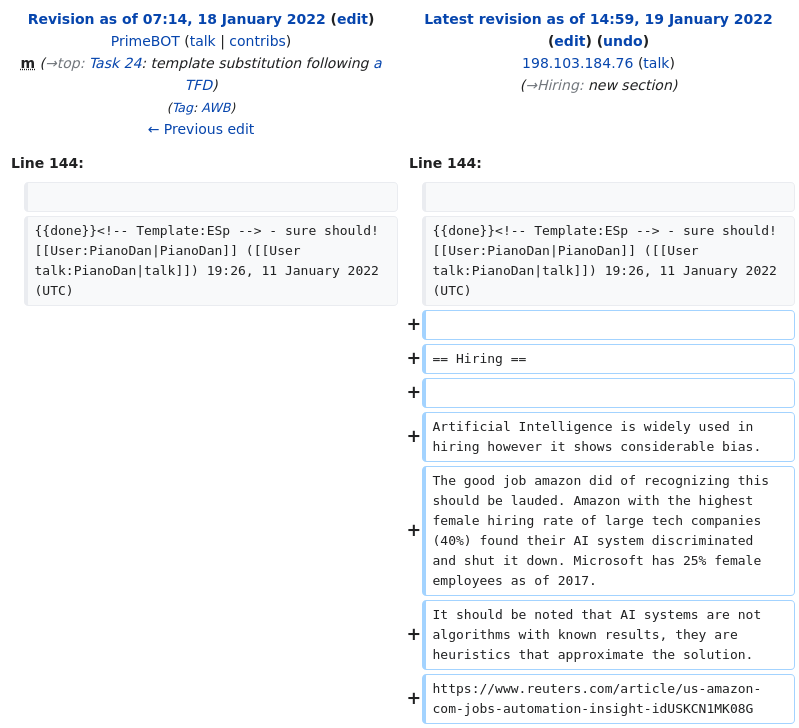 Revision as of 07:14, 18 January 2022 (edit)
PrimeBOT (talk | contribs)
m (→top: Task 24: template substitution following a
TFD)
(Tag: AWB)
← Previous edit
Latest revision as of 14:59, 19 January 2022
(edit) (undo)
198.103.184.76 (talk)
(→Hiring: new section)
Line 144:
Line 144:
{{done}}<!-- Template:ESp --> - sure should!
[[User:PianoDan|PianoDan]] ([[User
talk:PianoDan|talk]]) 19:26, 11 January 2022
(UTC)
{{done}}<!-- Template:ESp --> - sure should!
[[User:PianoDan|PianoDan]] ([[User
talk:PianoDan|talk]]) 19:26, 11 January 2022
(UTC)
+
+ == Hiring ==
+
+ Artificial Intelligence is widely used in
hiring however it shows considerable bias.
+ The good job amazon did of recognizing this
should be lauded. Amazon with the highest
female hiring rate of large tech companies
(40%) found their AI system discriminated
and shut it down. Microsoft has 25% female
employees as of 2017.
+ It should be noted that AI systems are not
algorithms with known results, they are
heuristics that approximate the solution.
+ https://www.reuters.com/article/us-amazon-
com-jobs-automation-insight-idUSKCN1MK08G